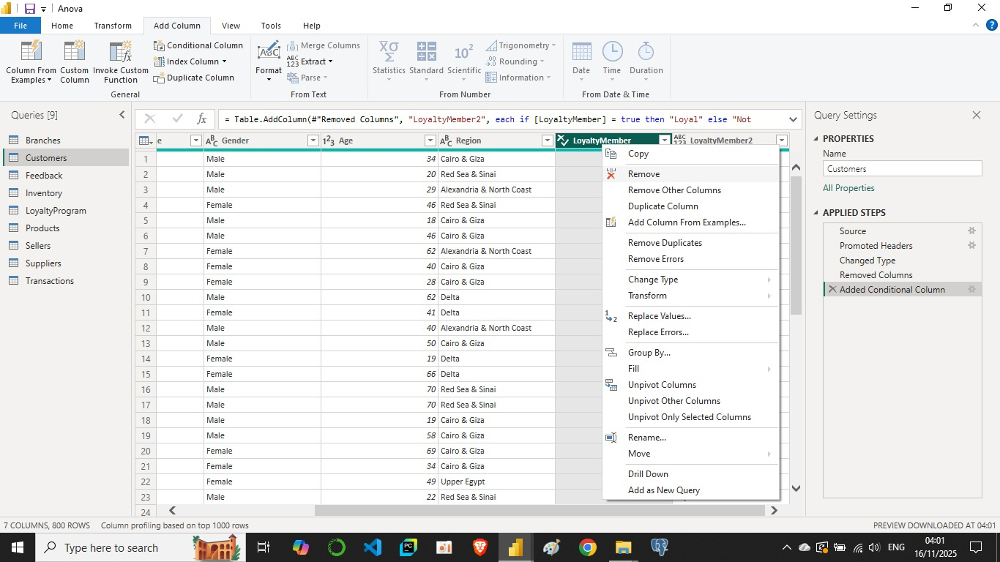 Anova
File Home Transform Add Column View Tools Help
Column From Examples
Custom Column
Invoke Custom Function
Conditional Column
Index Column
Duplicate Column
General
Format
Merge Columns
Extract
Parse
From Text
Statistics
Standard
Scientific
Trigonometry
Rounding
Information
From Number
Date
Time
Duration
From Date & Time
Queries [9]
Branches
Customers
Feedback
Inventory
LoyaltyProgram
Products
Sellers
Suppliers
Transactions
= Table.AddColumn(#"Removed Columns", "LoyaltyMember2", each if [LoyaltyMember] = true then "Loyal" else "Not
e Gender Age Region LoyaltyMember LoyaltyMember2
1 Male 34 Cairo & Giza
2 Male 20 Red Sea & Sinai
3 Male 29 Alexandria & North Coast
4 Female 46 Red Sea & Sinai
5 Male 18 Cairo & Giza
6 Male 46 Cairo & Giza
7 Female 62 Alexandria & North Coast
8 Female 40 Cairo & Giza
9 Female 28 Cairo & Giza
10 Male 62 Delta
11 Female 41 Delta
12 Male 40 Alexandria & North Coast
13 Male 50 Cairo & Giza
14 Female 19 Delta
15 Female 66 Delta
16 Male 70 Red Sea & Sinai
17 Male 70 Red Sea & Sinai
18 Male 19 Cairo & Giza
19 Male 58 Cairo & Giza
20 Female 69 Cairo & Giza
21 Female 34 Cairo & Giza
22 Female 49 Upper Egypt
23 Male 22 Red Sea & Sinai
24
Copy
Remove
Remove Other Columns
Duplicate Column
Add Column From Examples...
Remove Duplicates
Remove Errors
Change Type
Transform
Replace Values...
Replace Errors...
Group By...
Fill
Unpivot Columns
Unpivot Other Columns
Unpivot Only Selected Columns
Rename...
Move
Drill Down
Add as New Query
Query Settings
PROPERTIES
Name
Customers
All Properties
APPLIED STEPS
Source
Promoted Headers
Changed Type
Removed Columns
Added Conditional Column
7 COLUMNS, 800 ROWS Column profiling based on top 1000 rows
PREVIEW DOWNLOADED AT 04:01
Type here to search
ENG
04:01
16/11/2025